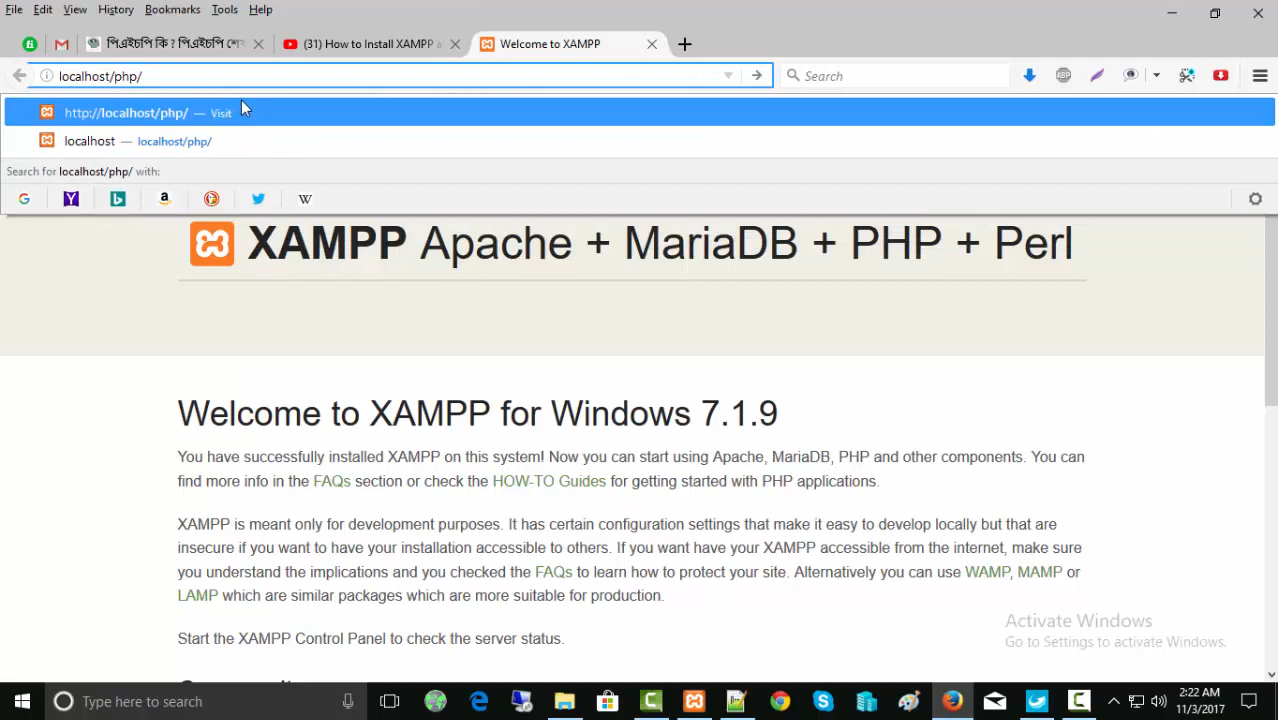 File Edit View History Bookmarks Tools Help
পিএইচপি কি ? পিএইচপি শে (31) How to Install XAMPP Welcome to XAMPP
localhost/php/ Search
http://localhost/php/ — Visit
localhost — localhost/php/
Search for localhost/php/ with:
XAMPP Apache + MariaDB + PHP + Perl
Welcome to XAMPP for Windows 7.1.9
You have successfully installed XAMPP on this system! Now you can start using Apache, MariaDB, PHP and other components. You can
find more info in the FAQs section or check the HOW-TO Guides for getting started with PHP applications.
XAMPP is meant only for development purposes. It has certain configuration settings that make it easy to develop locally but that are
insecure if you want to have your installation accessible to others. If you want have your XAMPP accessible from the internet, make sure
you understand the implications and you checked the FAQs to learn how to protect your site. Alternatively you can use WAMP, MAMP or
LAMP which are similar packages which are more suitable for production.
Start the XAMPP Control Panel to check the server status.
Activate Windows
Go to Settings to activate Windows.
Type here to search
2:22 AM
11/3/2017